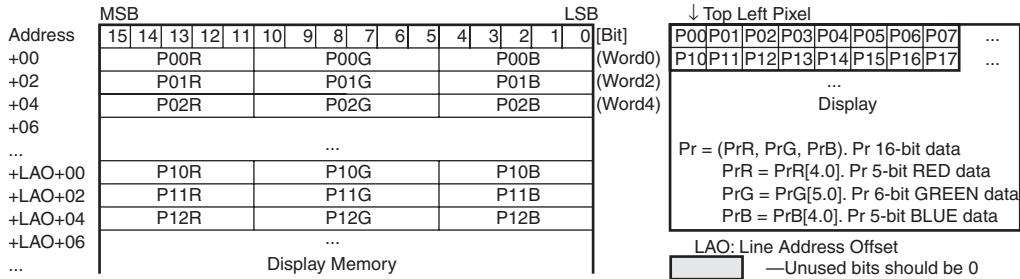 MSB LSB
Address 15 14 13 12 11 10 9 8 7 6 5 4 3 2 1 0 [Bit]
+00 P00R P00G P00B (Word0)
+02 P01R P01G P01B (Word2)
+04 P02R P02G P02B (Word4)
+06
... ...
+LAO+00 P10R P10G P10B
+LAO+02 P11R P11G P11B
+LAO+04 P12R P12G P12B
+LAO+06 ...
... Display Memory
↓ Top Left Pixel
P00 P01 P02 P03 P04 P05 P06 P07 ...
P10 P11 P12 P13 P14 P15 P16 P17 ...
...
Display
Pr = (PrR, PrG, PrB). Pr 16-bit data
PrR = PrR[4.0]. Pr 5-bit RED data
PrG = PrG[5.0]. Pr 6-bit GREEN data
PrB = PrB[4.0]. Pr 5-bit BLUE data
LAO: Line Address Offset
—Unused bits should be 0